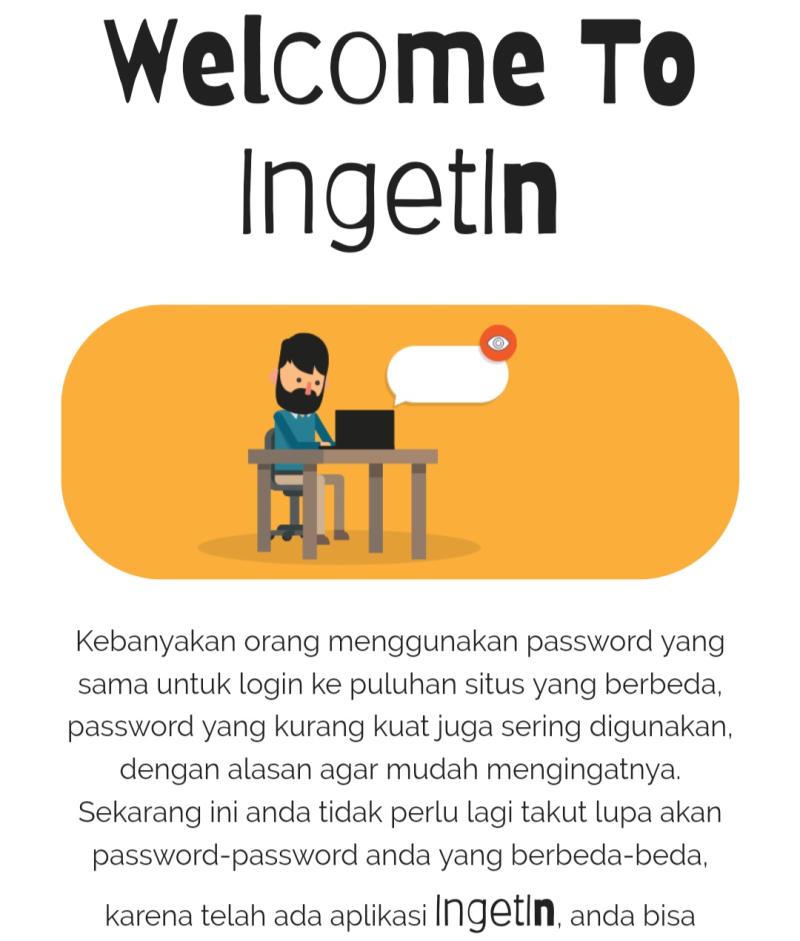 Welcome To
IngetIn
Kebanyakan orang menggunakan password yang
sama untuk login ke puluhan situs yang berbeda,
password yang kurang kuat juga sering digunakan,
dengan alasan agar mudah mengingatnya.
Sekarang ini anda tidak perlu lagi takut lupa akan
password-password anda yang berbeda-beda,
karena telah ada aplikasi IngetIn, anda bisa